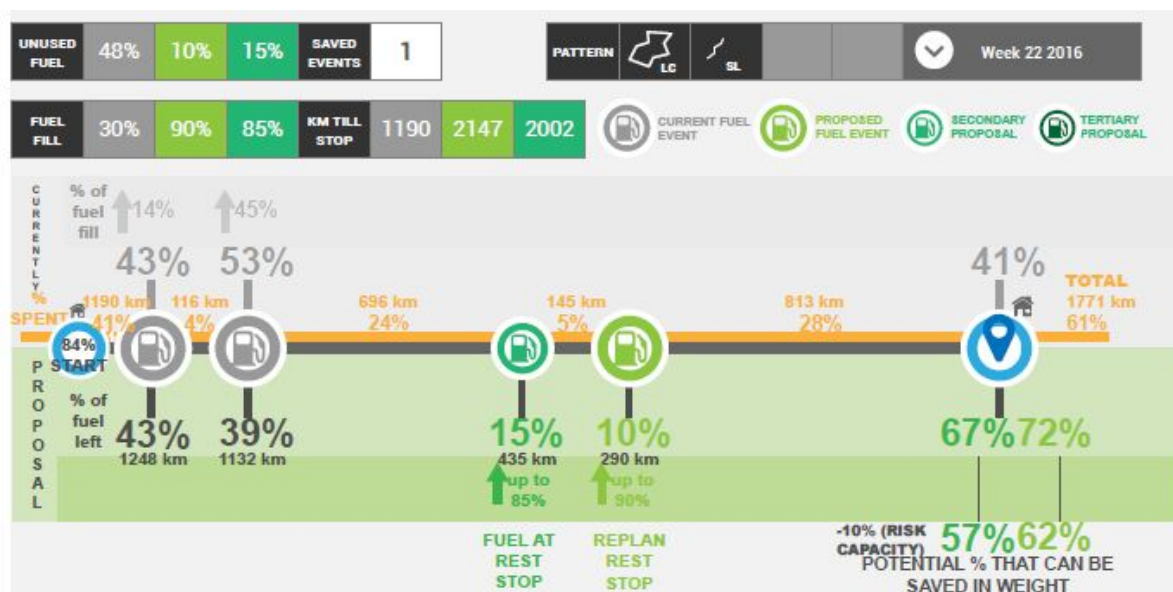 UNUSED FUEL 48% 10% 15% SAVED EVENTS 1
PATTERN LC SL Week 22 2016
FUEL FILL 30% 90% 85% KM TILL STOP 1190 2147 2002
CURRENT FUEL EVENT
PROPOSED FUEL EVENT
SECONDARY PROPOSAL
TERTIARY PROPOSAL
CURRENTLY
% of fuel fill
14% 45%
43% 53% 41%
% SPENT
1190 km 116 km 696 km 145 km 813 km
41% 4% 24% 5% 28%
TOTAL
1771 km
61%
84%
START
PROPOSAL
% of fuel left
43% 39% 15% 10% 67% 72%
1248 km 1132 km 435 km 290 km
up to 85%
up to 90%
FUEL AT REST STOP
REPLAN REST STOP
-10% (RISK CAPACITY) 57% 62%
POTENTIAL % THAT CAN BE
SAVED IN WEIGHT